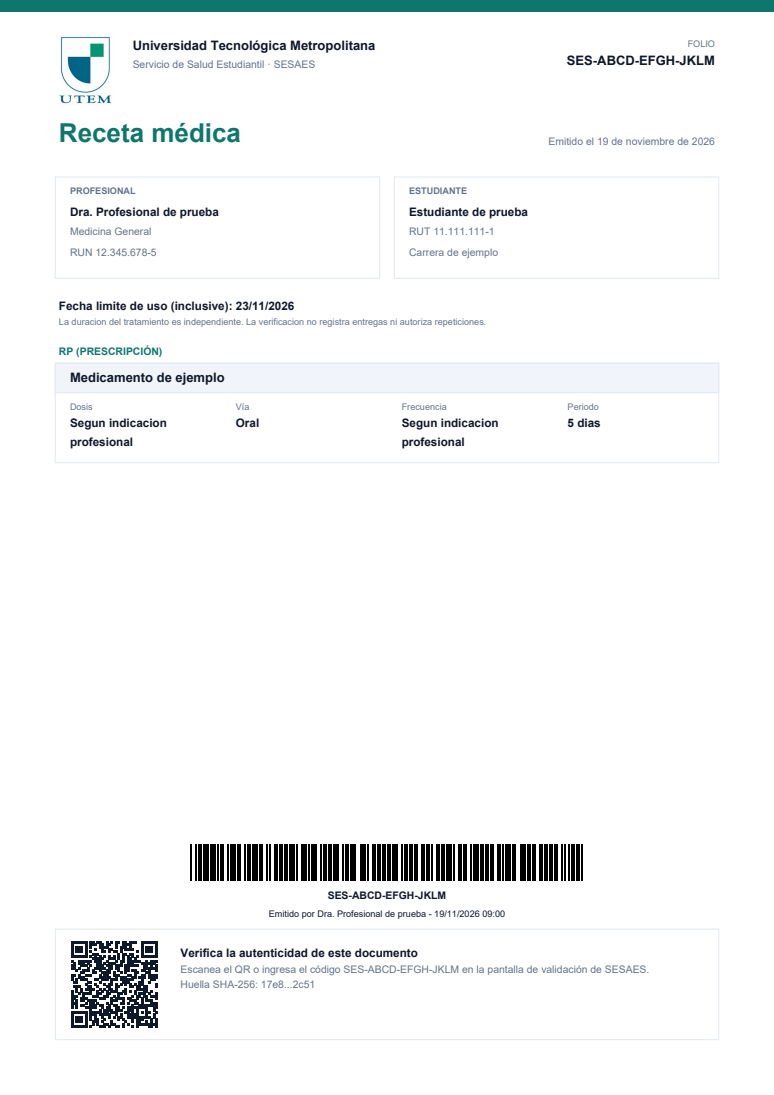 Universidad Tecnológica Metropolitana
Servicio de Salud Estudiantil · SESAES
FOLIO
SES-ABCD-EFGH-JKLM
UTEM
Receta médica
Emitido el 19 de noviembre de 2026
PROFESIONAL
Dra. Profesional de prueba
Medicina General
RUN 12.345.678-5
ESTUDIANTE
Estudiante de prueba
RUT 11.111.111-1
Carrera de ejemplo
Fecha limite de uso (inclusive): 23/11/2026
La duracion del tratamiento es independiente. La verificacion no registra entregas ni autoriza repeticiones.
RP (PRESCRIPCIÓN)
Medicamento de ejemplo
Dosis
Segun indicacion
profesional
Vía
Oral
Frecuencia
Segun indicacion
profesional
Periodo
5 dias
SES-ABCD-EFGH-JKLM
Emitido por Dra. Profesional de prueba - 19/11/2026 09:00
Verifica la autenticidad de este documento
Escanea el QR o ingresa el código SES-ABCD-EFGH-JKLM en la pantalla de validación de SESAES.
Huella SHA-256: 17e8...2c51